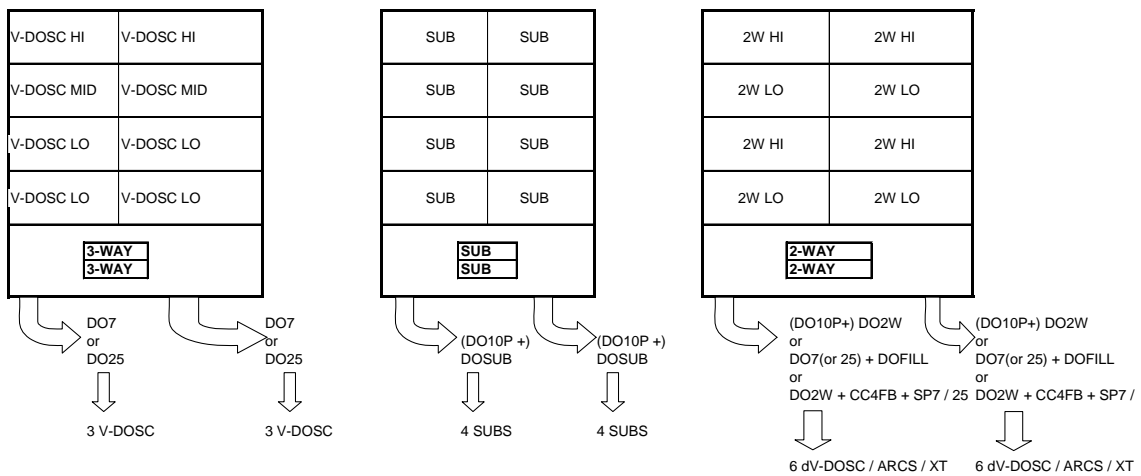 V-DOSC HI V-DOSC HI
V-DOSC MID V-DOSC MID
V-DOSC LO V-DOSC LO
V-DOSC LO V-DOSC LO
3-WAY
3-WAY
DO7
or
DO25
3 V-DOSC
DO7
or
DO25
3 V-DOSC
SUB SUB
SUB SUB
SUB SUB
SUB SUB
SUB
SUB
(DO10P +)
DOSUB
4 SUBS
(DO10P +)
DOSUB
4 SUBS
2W HI 2W HI
2W LO 2W LO
2W HI 2W HI
2W LO 2W LO
2-WAY
2-WAY
(DO10P+) DO2W
or
DO7(or 25) + DOFILL
or
DO2W + CC4FB + SP7 / 25
6 dV-DOSC / ARCS / XT
(DO10P+) DO2W
or
DO7(or 25) + DOFILL
or
DO2W + CC4FB + SP7 /
6 dV-DOSC / ARCS / XT